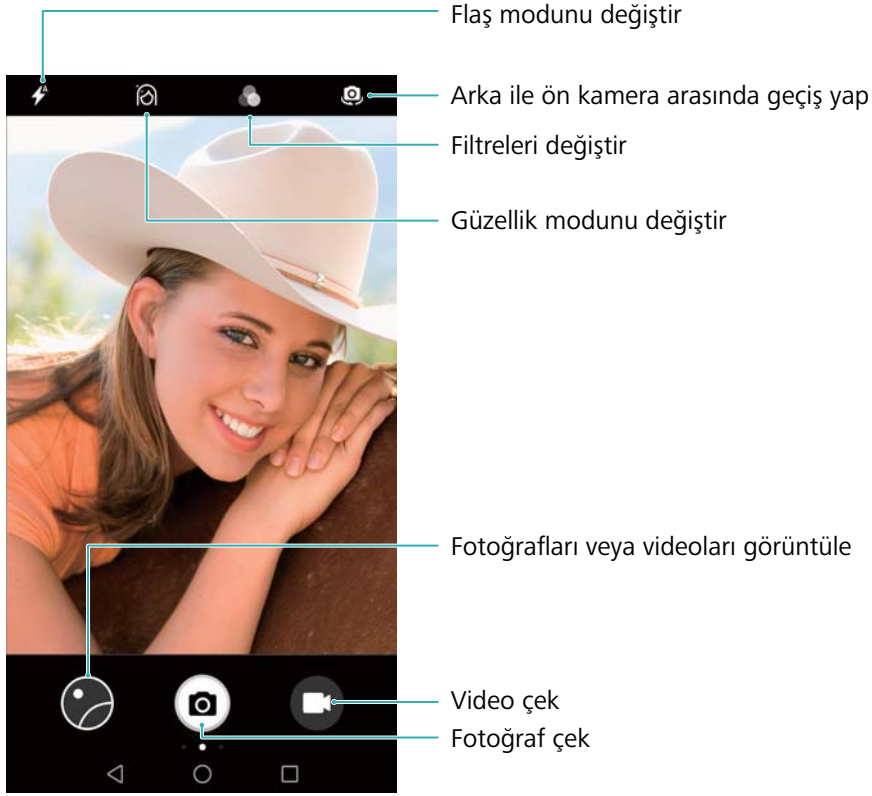 Flaş modunu değiştir
A
Arka ile ön kamera arasında geçiş yap
Filtreleri değiştir
Güzellik modunu değiştir
Fotoğrafları veya videoları görüntüle
Video çek
Fotoğraf çek